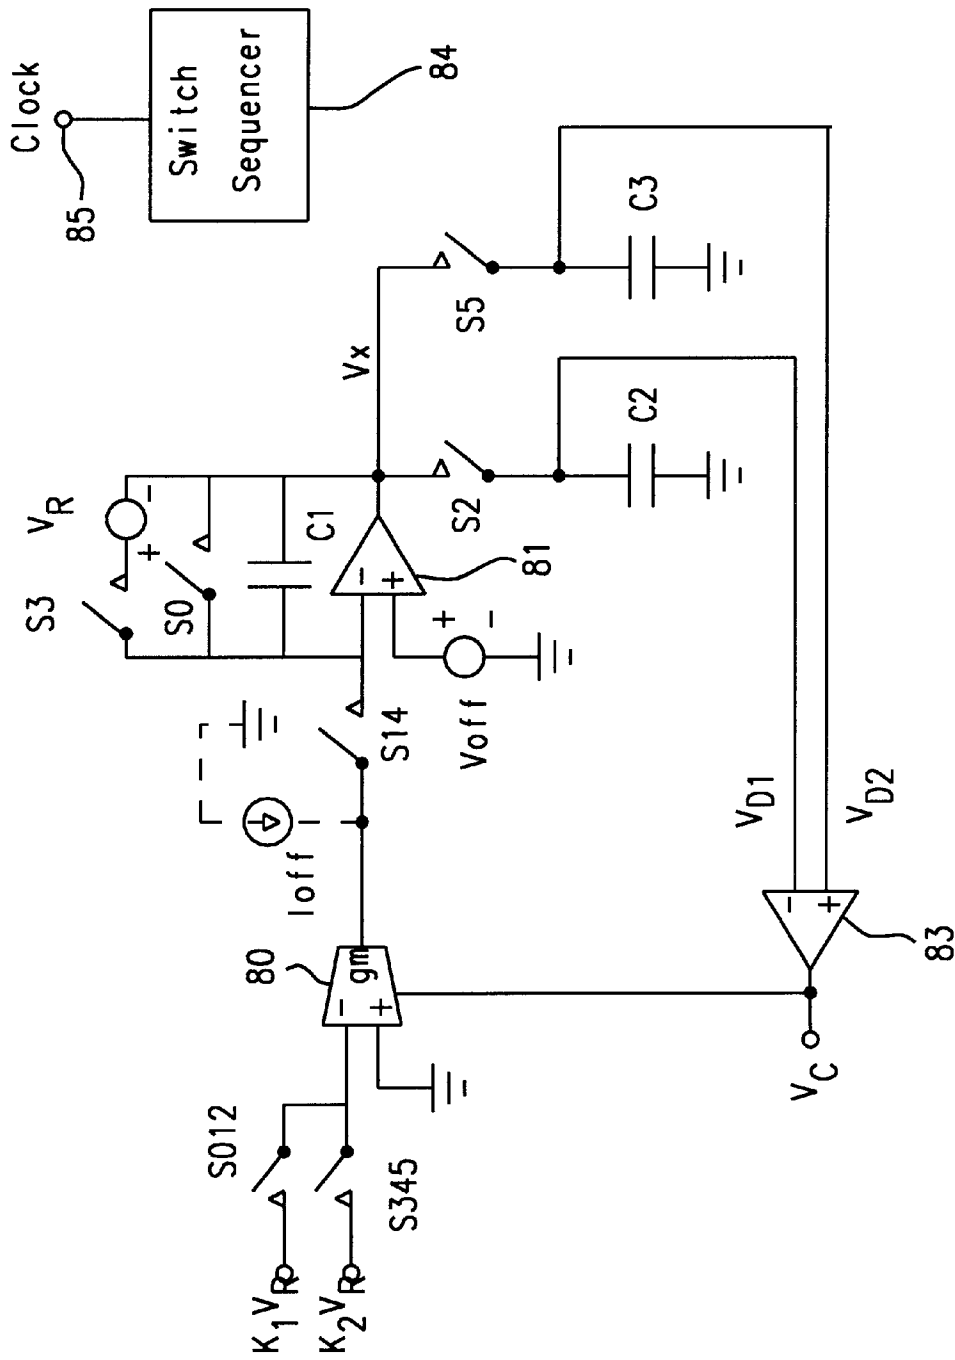 Clock
85
Switch
Sequencer
84
V_R
+
-
S3
S0
C1
Vx
S5
C3
S2
C2
-
+
81
+
-
Voff
S14
Ioff
80
gm
-
+
S012
S345
K_1V_R
K_2V_R
V_D1
V_D2
-
+
83
V_C